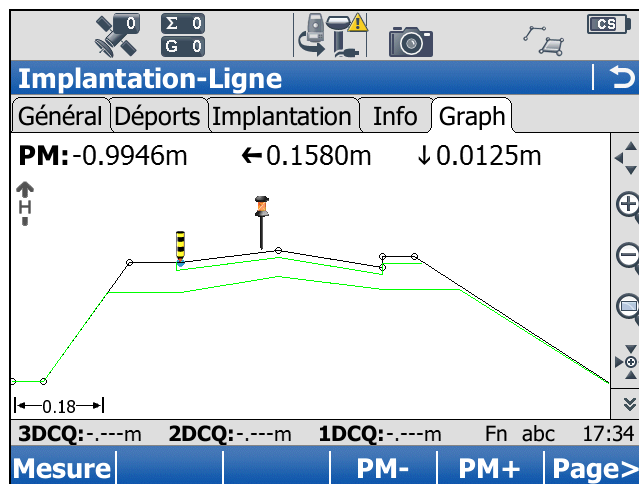 0 Σ 0
G 0
CS
Implantation-Ligne
Général Déports Implantation Info Graph
PM:-0.9946m ←0.1580m ↓0.0125m
H
0.18
3DCQ:-.---m 2DCQ:-.---m 1DCQ:-.---m Fn abc 17:34
Mesure PM- PM+ Page>